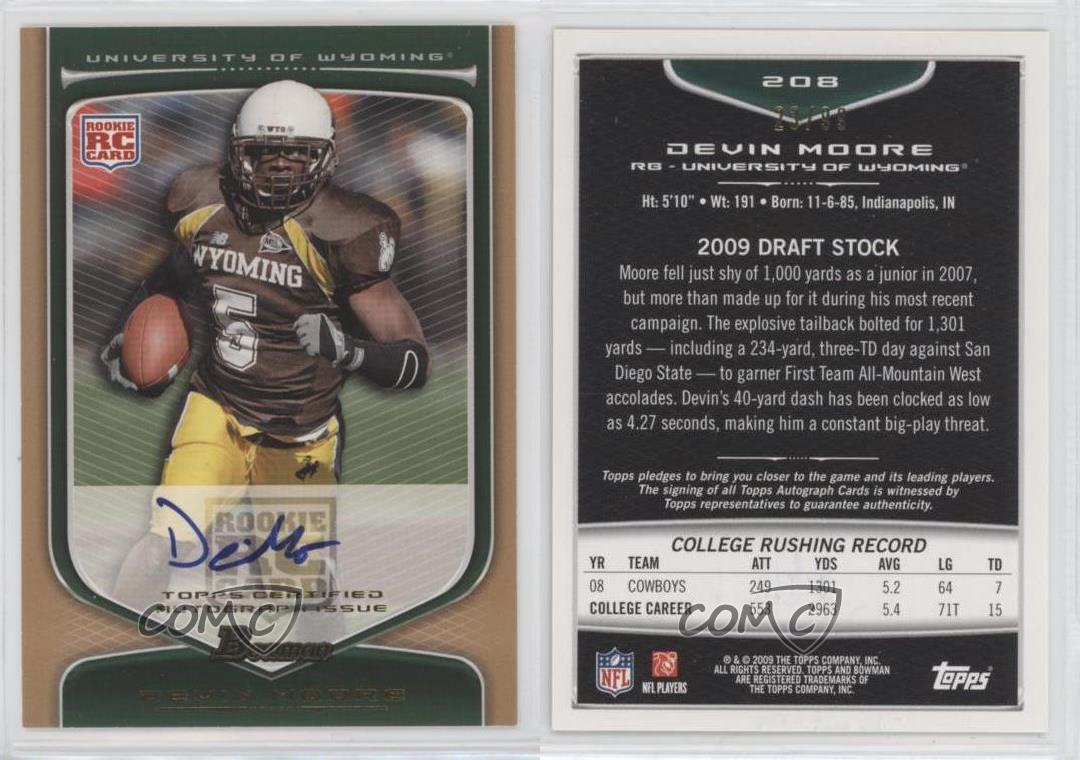 UNIVERSITY OF WYOMING®
ROOKIE
RC
CARD
WYO
NB
WYOMING
5
ROOKIE
RC
CARD
TOPPS CERTIFIED
AUTOGRAPH ISSUE
COMC
Bowman
DEVIN MOORE
208
DEVIN MOORE
RB - UNIVERSITY OF WYOMING®
Ht: 5'10" • Wt: 191 • Born: 11-6-85, Indianapolis, IN
2009 DRAFT STOCK
Moore fell just shy of 1,000 yards as a junior in 2007,
but more than made up for it during his most recent
campaign. The explosive tailback bolted for 1,301
yards — including a 234-yard, three-TD day against San
Diego State — to garner First Team All-Mountain West
accolades. Devin's 40-yard dash has been clocked as low
as 4.27 seconds, making him a constant big-play threat.
Topps pledges to bring you closer to the game and its leading players.
The signing of all Topps Autograph Cards is witnessed by
Topps representatives to guarantee authenticity.
COLLEGE RUSHING RECORD
YR TEAM ATT YDS AVG LG TD
08 COWBOYS 249 1301 5.2 64 7
COLLEGE CAREER 553 2963 5.4 71T 15
COMC
NFL
NFL PLAYERS
® & © 2009 THE TOPPS COMPANY, INC.
ALL RIGHTS RESERVED. TOPPS AND BOWMAN
ARE REGISTERED TRADEMARKS OF
THE TOPPS COMPANY, INC.
Topps®